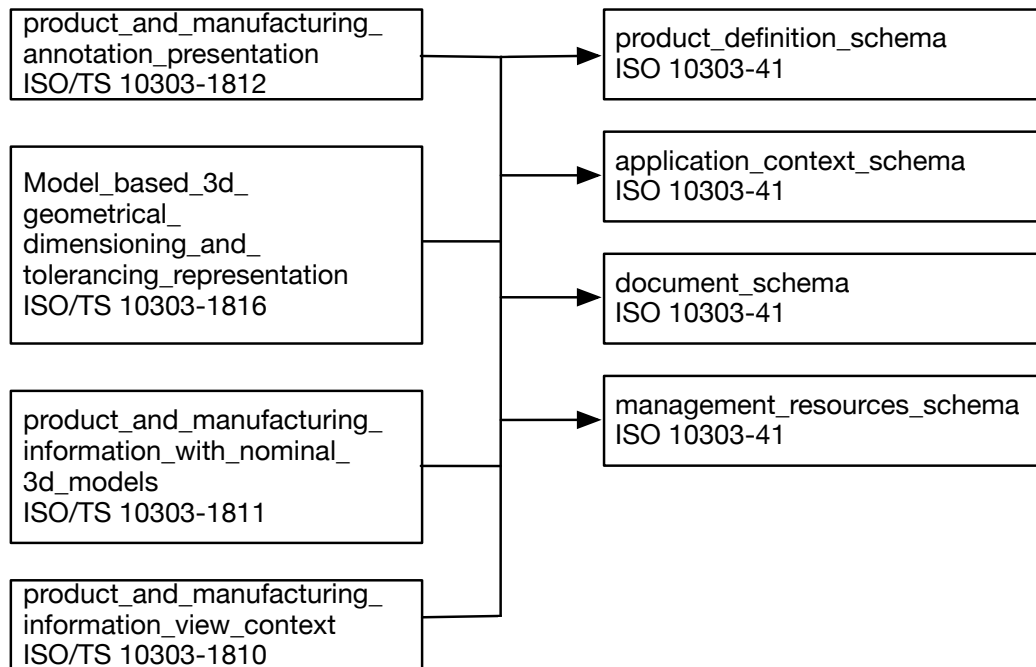 product_and_manufacturing_
annotation_presentation
ISO/TS 10303-1812
Model_based_3d_
geometrical_
dimensioning_and_
tolerancing_representation
ISO/TS 10303-1816
product_and_manufacturing_
information_with_nominal_
3d_models
ISO/TS 10303-1811
product_and_manufacturing_
information_view_context
ISO/TS 10303-1810
product_definition_schema
ISO 10303-41
application_context_schema
ISO 10303-41
document_schema
ISO 10303-41
management_resources_schema
ISO 10303-41